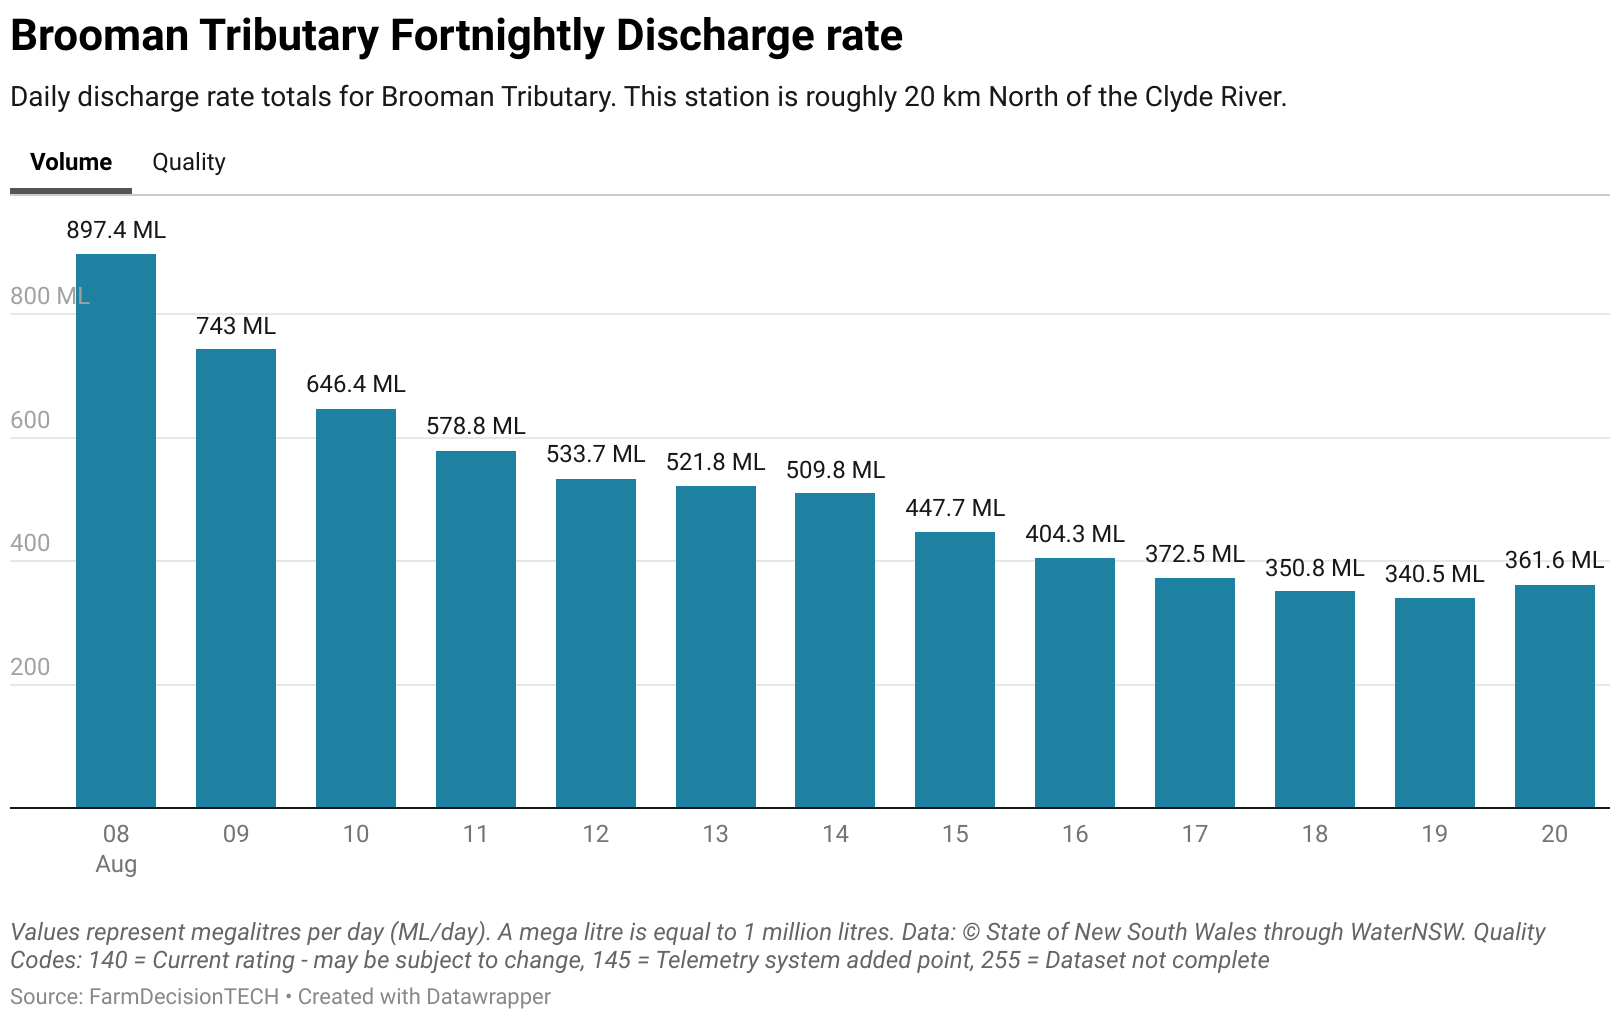 Brooman Tributary Fortnightly Discharge rate
Daily discharge rate totals for Brooman Tributary. This station is roughly 20 km North of the Clyde River.
Volume Quality
897.4 ML
800 ML
743 ML
646.4 ML
600
578.8 ML
533.7 ML
521.8 ML
509.8 ML
447.7 ML
404.3 ML
400
372.5 ML
350.8 ML
340.5 ML
361.6 ML
200
08 09 10 11 12 13 14 15 16 17 18 19 20
Aug
Values represent megalitres per day (ML/day). A mega litre is equal to 1 million litres. Data: © State of New South Wales through WaterNSW. Quality
Codes: 140 = Current rating - may be subject to change, 145 = Telemetry system added point, 255 = Dataset not complete
Source: FarmDecisionTECH • Created with Datawrapper